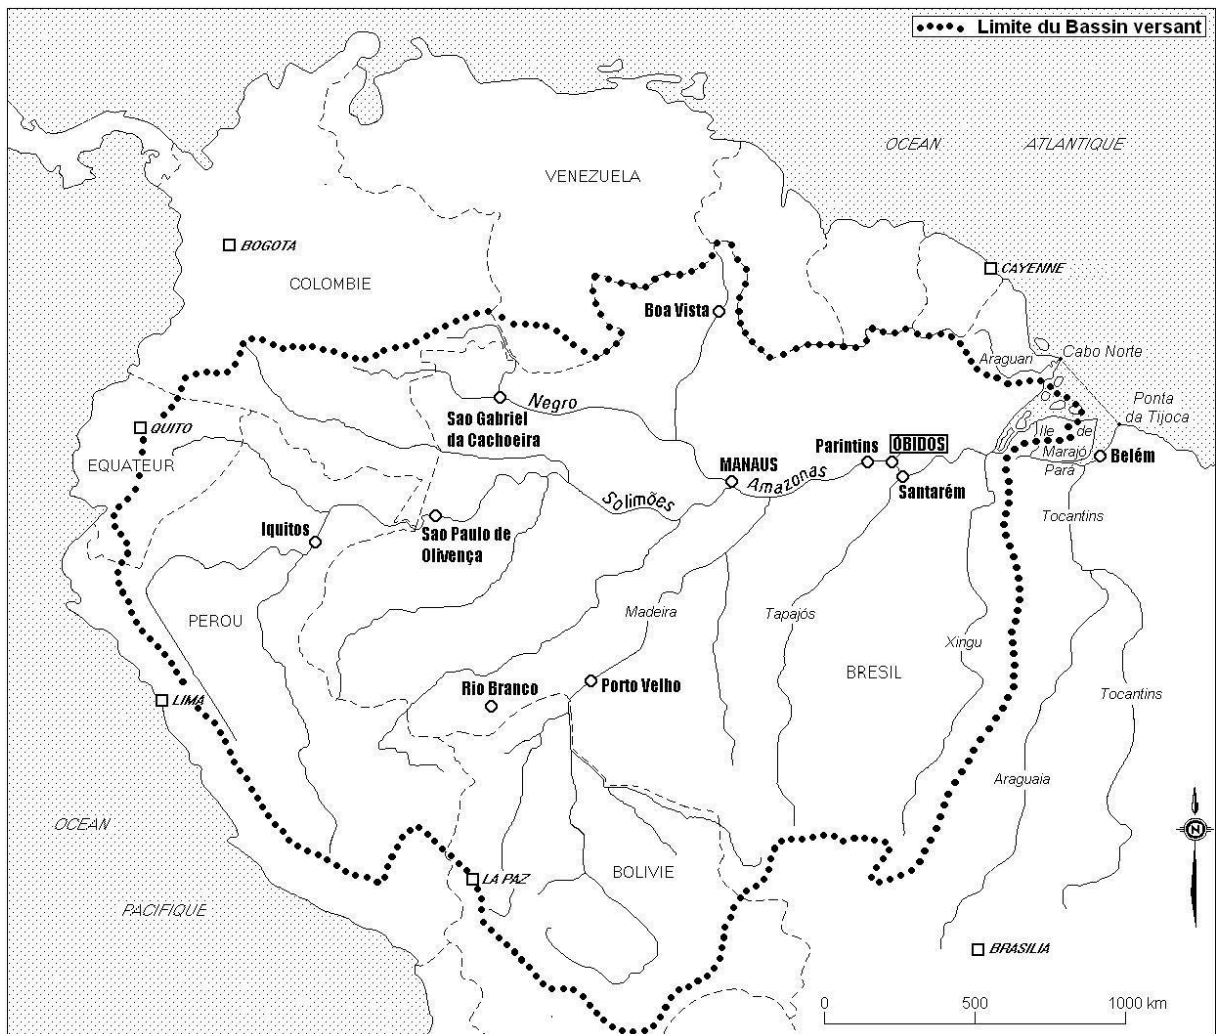 Limite du Bassin versant
OCEAN ATLANTIQUE
VENEZUELA
BOGOTA
CAYENNE
COLOMBIE
Boa Vista
Araguari
Cabo Norte
Negro
Ponta
da Tijoca
Sao Gabriel
da Cachoeira
QUITO
Ile de
Marajó
Parintins
OBIDOS
Belém
EQUATEUR
MANAUS
Pará
Amazonas
Santarém
Solimões
Tocantins
Iquitos
Sao Paulo de
Olivença
PEROU
Madeira
Tapajós
Xingu
BRESIL
Rio Branco
Porto Velho
Tocantins
LIMA
Araguaia
OCEAN
N
BOLIVIE
LA PAZ
PACIFIQUE
BRASILIA
0 500 1000 km